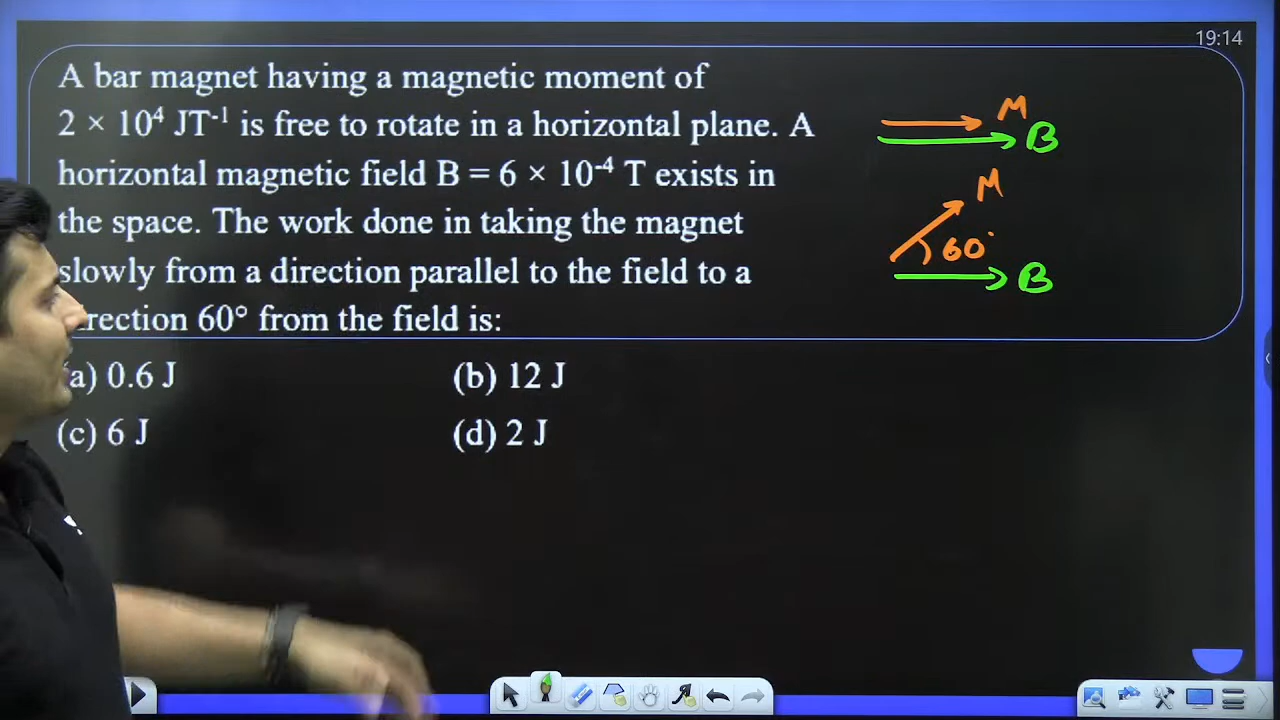 19:14
A bar magnet having a magnetic moment of
2 × 10⁴ JT⁻¹ is free to rotate in a horizontal plane. A
horizontal magnetic field B = 6 × 10⁻⁴ T exists in
the space. The work done in taking the magnet
slowly from a direction parallel to the field to a
rection 60° from the field is:
a) 0.6 J
(b) 12 J
(c) 6 J
(d) 2 J
M
B
M
60°
B